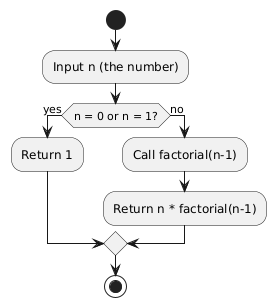 Input n (the number)
n = 0 or n = 1?
yes
no
Return 1
Call factorial(n-1)
Return n * factorial(n-1)